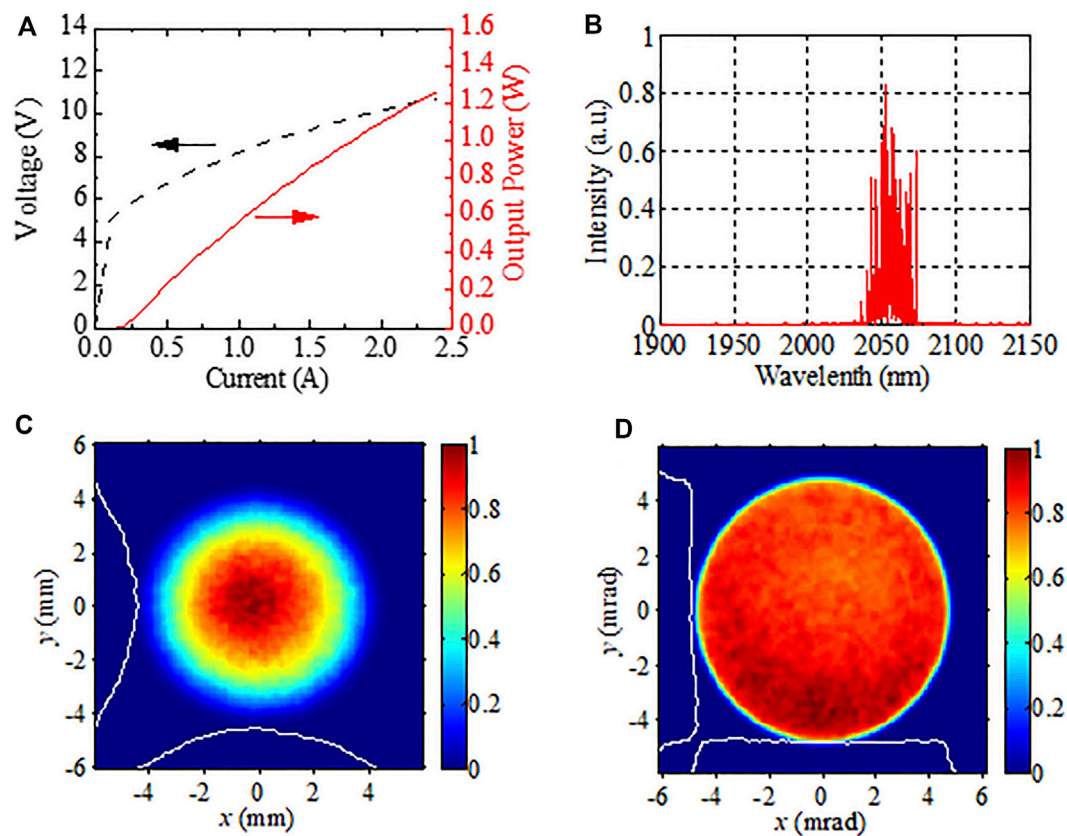 A
14
12
10
8
6
4
2
0
Voltage (V)
1.6
1.4
1.2
1.0
0.8
0.6
0.4
0.2
0.0
Output Power (W)
0.0 0.5 1.0 1.5 2.0 2.5
Current (A)
B
1
0.8
0.6
0.4
0.2
0
Intensity (a.u.)
1900 1950 2000 2050 2100 2150
Wavelenth (nm)
C
6
4
2
0
-2
-4
-6
y (mm)
-4 -2 0 2 4
x (mm)
1
0.8
0.6
0.4
0.2
0
D
6
4
2
0
-2
-4
y (mrad)
-6 -4 -2 0 2 4 6
x (mrad)
1
0.8
0.6
0.4
0.2
0